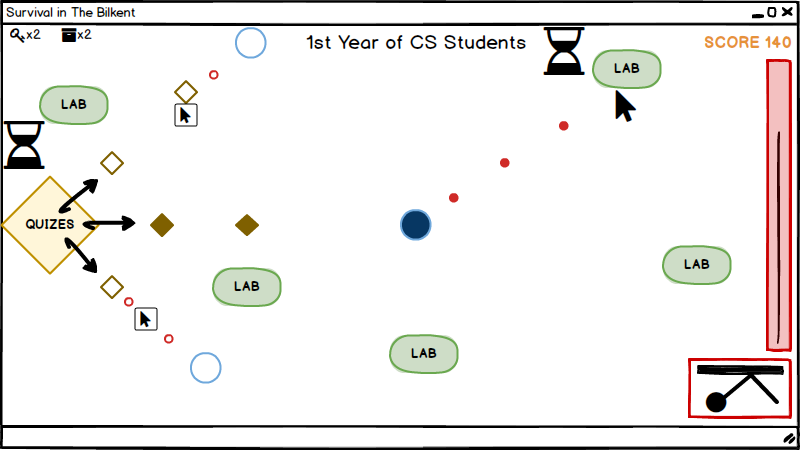 Survival in The Bilkent
x2
x2
1st Year of CS Students
SCORE 140
LAB
LAB
QUIZES
LAB
LAB
LAB